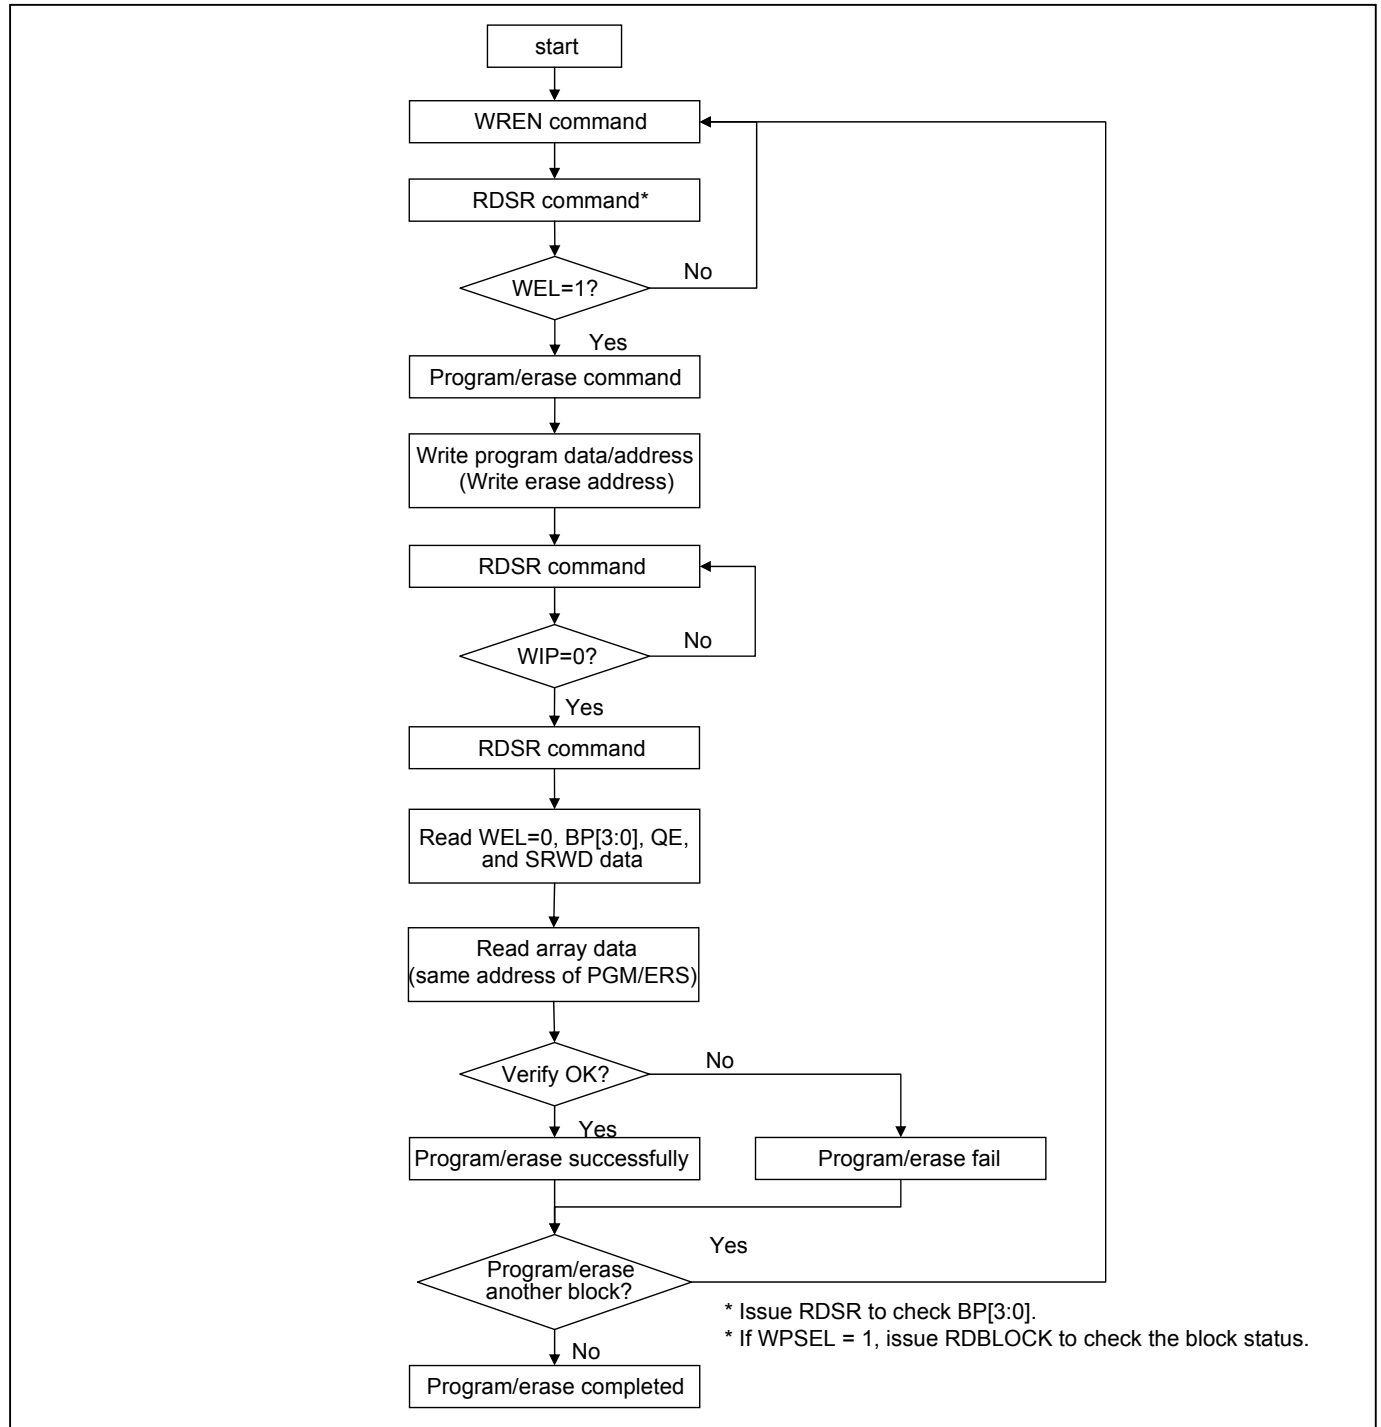 start
WREN command
RDSR command*
WEL=1?
No
Yes
Program/erase command
Write program data/address
(Write erase address)
RDSR command
WIP=0?
No
Yes
RDSR command
Read WEL=0, BP[3:0], QE,
and SRWD data
Read array data
(same address of PGM/ERS)
Verify OK?
No
Yes
Program/erase successfully
Program/erase fail
Program/erase
another block?
Yes
* Issue RDSR to check BP[3:0].
* If WPSEL = 1, issue RDBLOCK to check the block status.
No
Program/erase completed